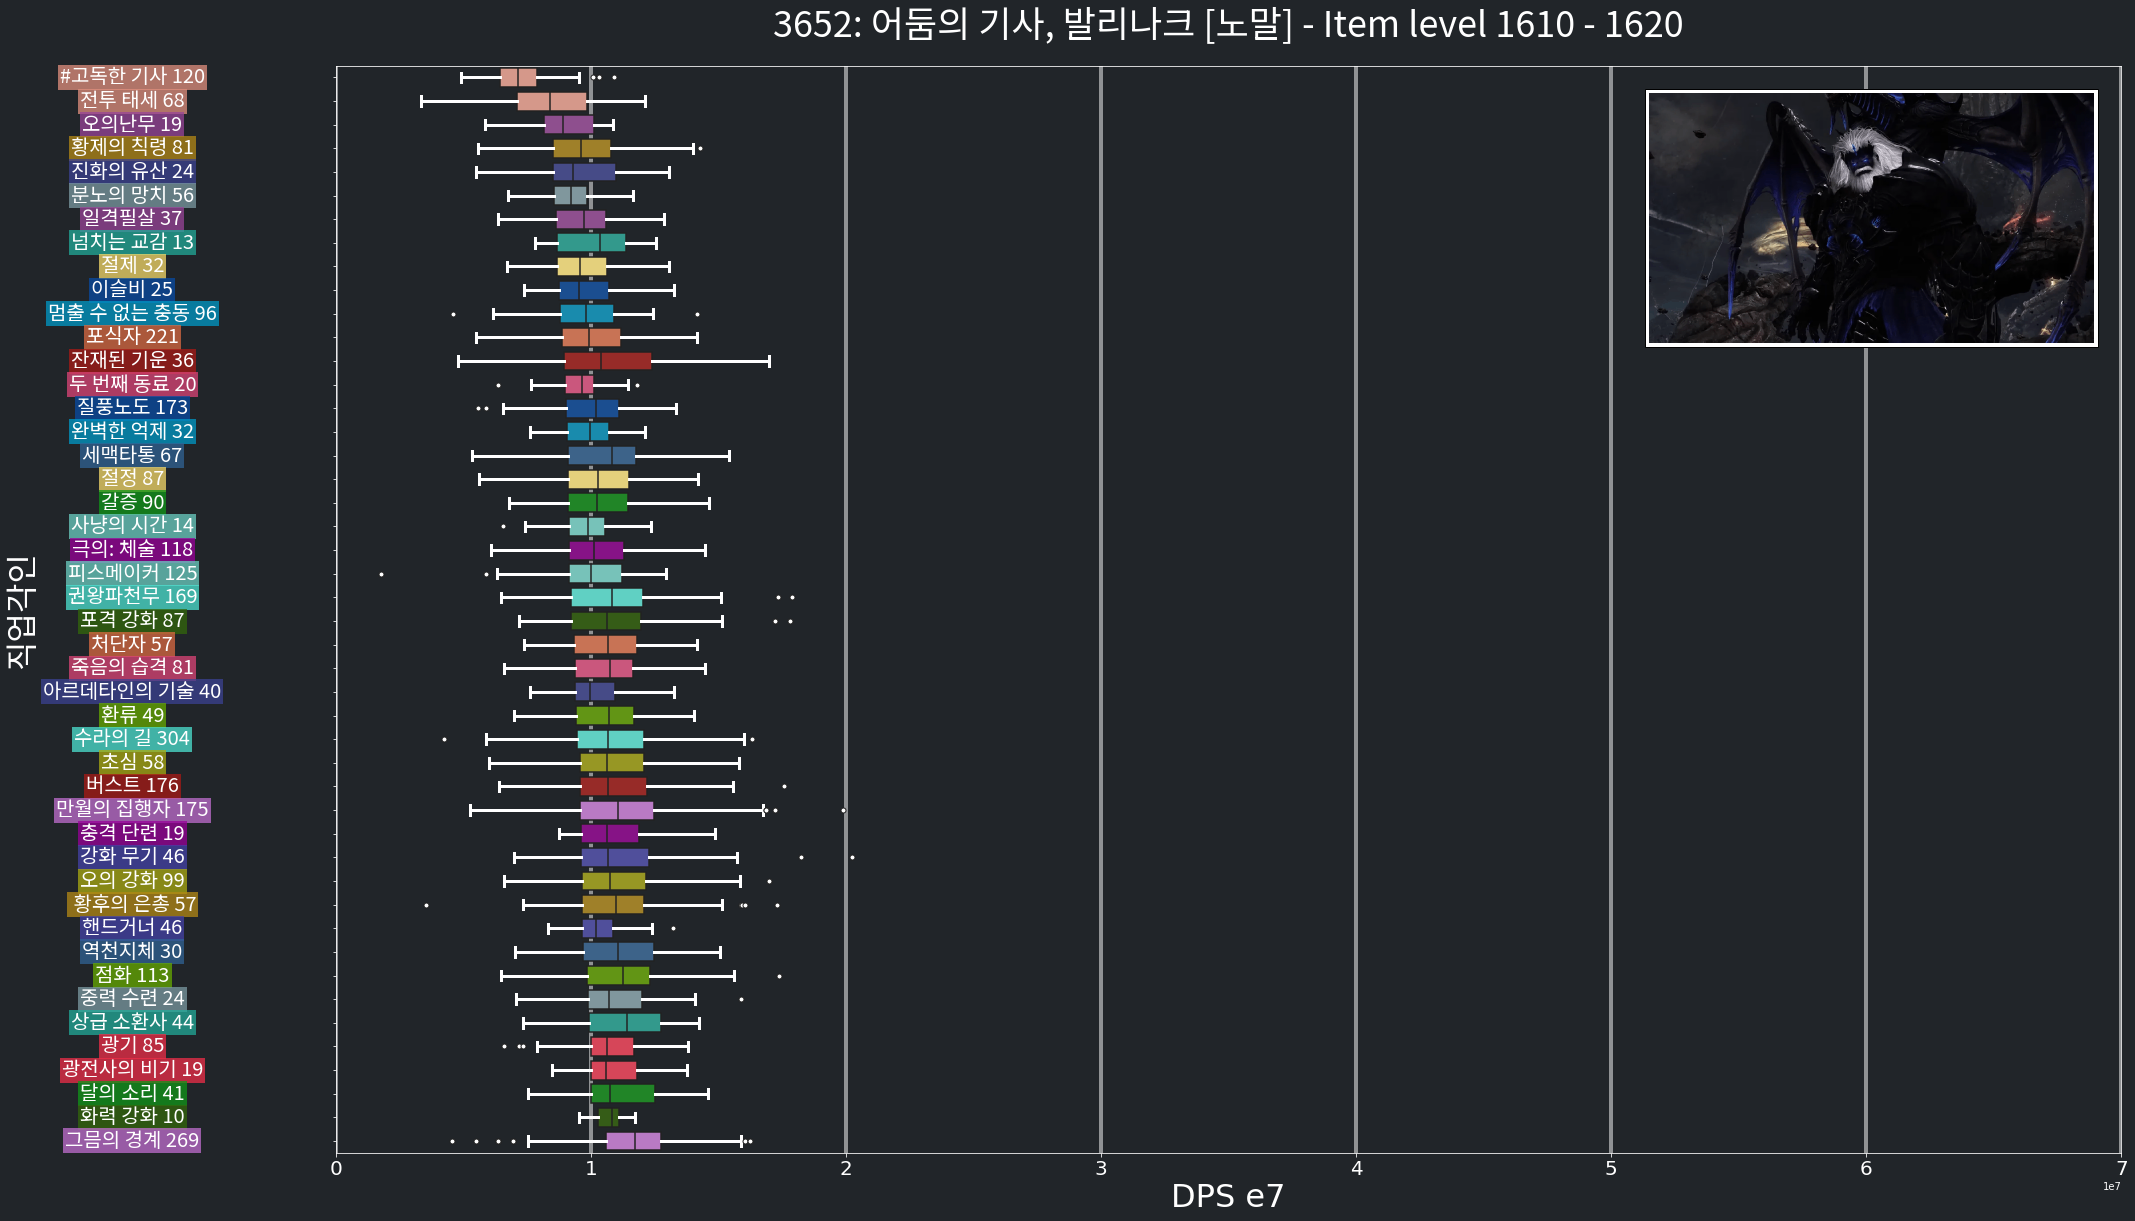 3652: 어둠의 기사, 발리나크 [노말] - Item level 1610 - 1620
#고독한 기사 120
전투 태세 68
오의난무 19
황제의 칙령 81
진화의 유산 24
분노의 망치 56
일격필살 37
넘치는 교감 13
절제 32
이슬비 25
멈출 수 없는 충동 96
포식자 221
잔재된 기운 36
두 번째 동료 20
질풍노도 173
완벽한 억제 32
세맥타통 67
절정 87
갈증 90
사냥의 시간 14
극의: 체술 118
피스메이커 125
권왕파천무 169
포격 강화 87
처단자 57
죽음의 습격 81
아르데타인의 기술 40
환류 49
수라의 길 304
초심 58
버스트 176
만월의 집행자 175
충격 단련 19
강화 무기 46
오의 강화 99
황후의 은총 57
핸드거너 46
역천지체 30
점화 113
중력 수련 24
상급 소환사 44
광기 85
광전사의 비기 19
달의 소리 41
화력 강화 10
그믐의 경계 269
직업각인
0 1 2 3 4 5 6 7
1e7
DPS e7